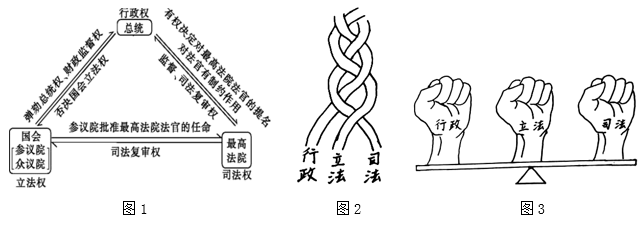 行政权
总统
弹劾总统权、财政监督权
否决国会立法权
有权决定对最高法院法官的提名
对法官有制约作用
监督、司法复审权
国会
参议院
众议院
立法权
参议院批准最高法院法官的任命
司法复审权
最高
法院
司法权
图1
行政
立法
司法
图2
行政
立法
司法
图3